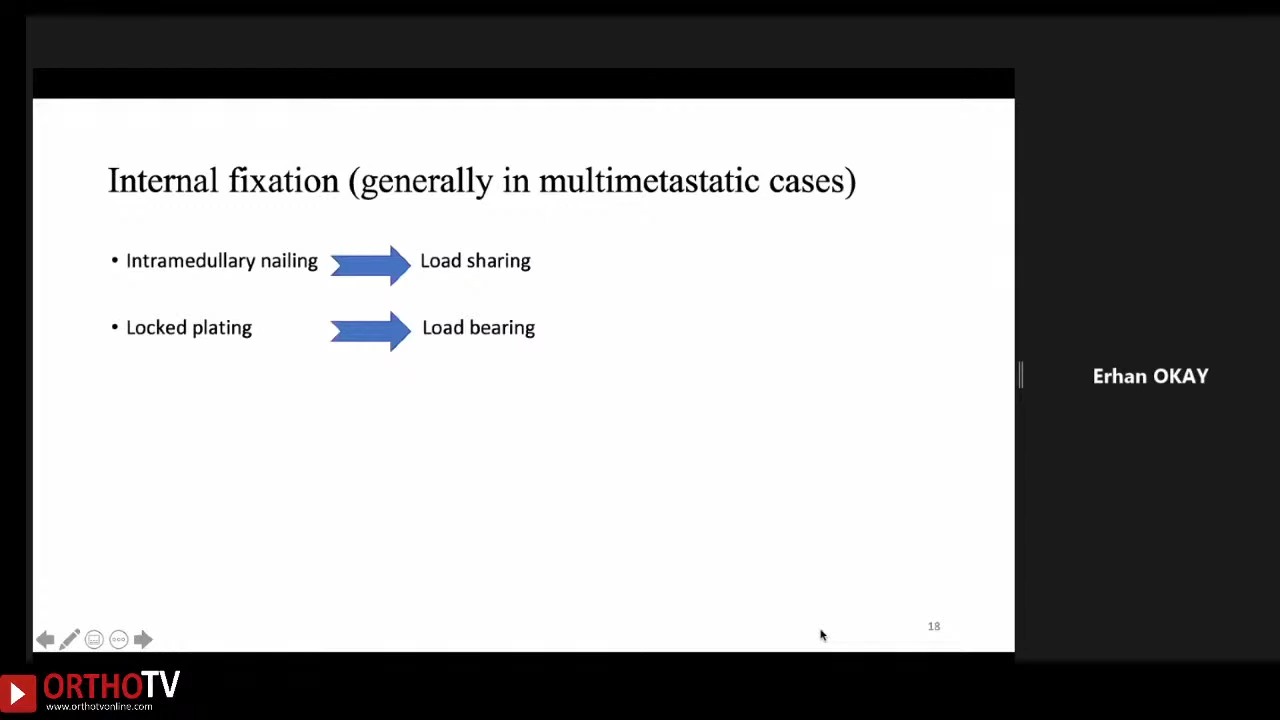 Internal fixation (generally in multimetastatic cases)
• Intramedullary nailing Load sharing
• Locked plating Load bearing
Erhan OKAY
18
ORTHOTV
www.orthotvonline.com